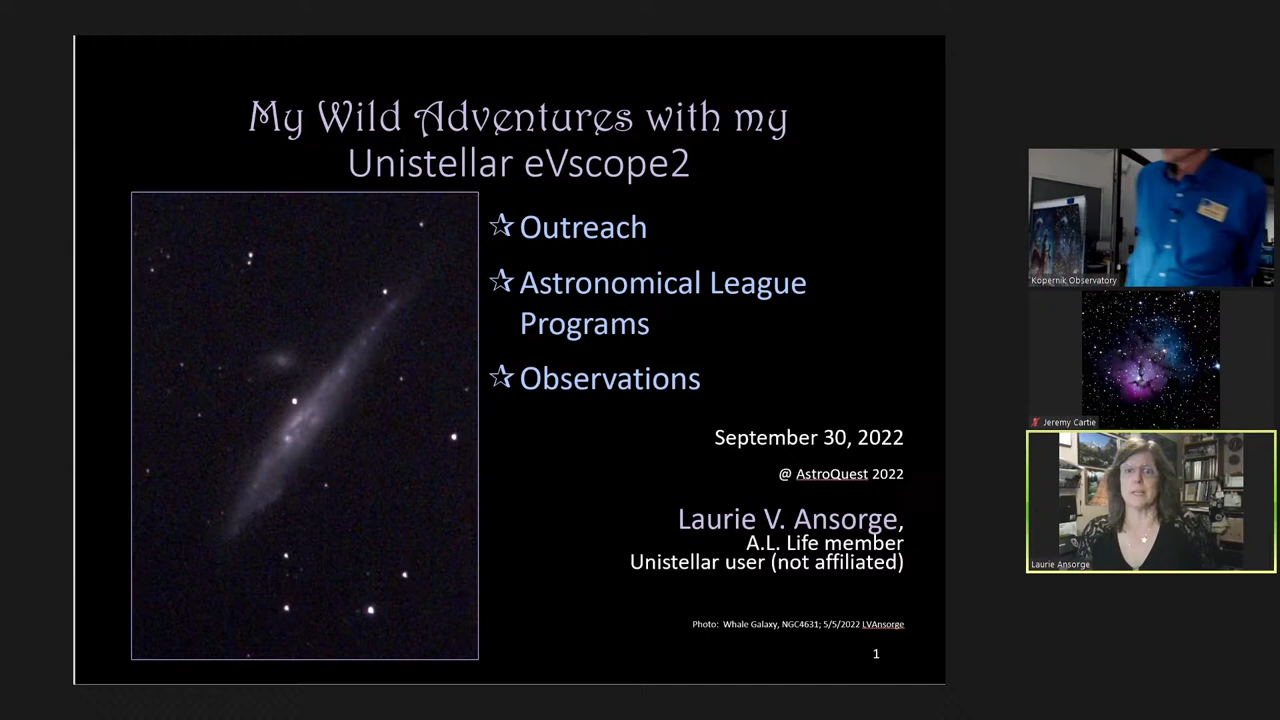 My Wild Adventures with my
Unistellar eVscope2
Outreach
Astronomical League
Programs
Observations
September 30, 2022
@ AstroQuest 2022
Laurie V. Ansorge,
A.L. Life member
Unistellar user (not affiliated)
Photo: Whale Galaxy, NGC4631; 5/5/2022 LVAnsorge
1
Kopernik Observatory
Jeremy Cartie
Laurie Ansorge